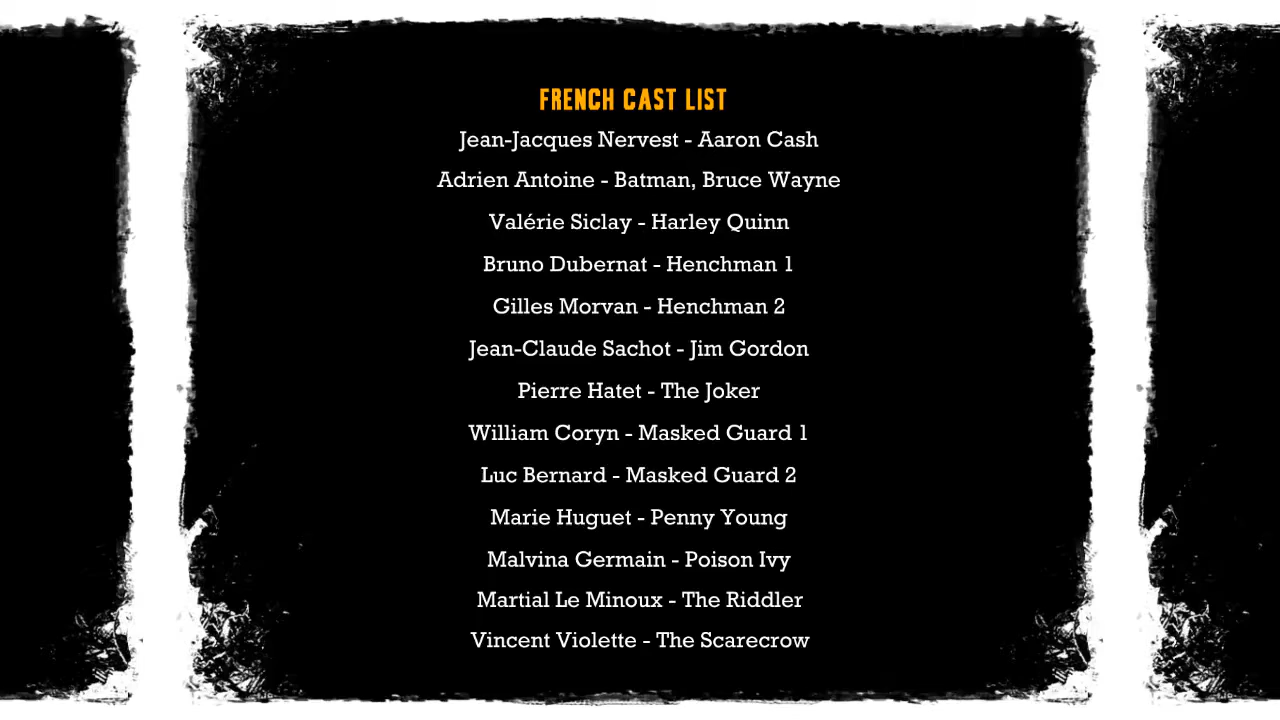 FRENCH CAST LIST
Jean-Jacques Nervest - Aaron Cash
Adrien Antoine - Batman, Bruce Wayne
Valérie Siclay - Harley Quinn
Bruno Dubernat - Henchman 1
Gilles Morvan - Henchman 2
Jean-Claude Sachot - Jim Gordon
Pierre Hatet - The Joker
William Coryn - Masked Guard 1
Luc Bernard - Masked Guard 2
Marie Huguet - Penny Young
Malvina Germain - Poison Ivy
Martial Le Minoux - The Riddler
Vincent Violette - The Scarecrow